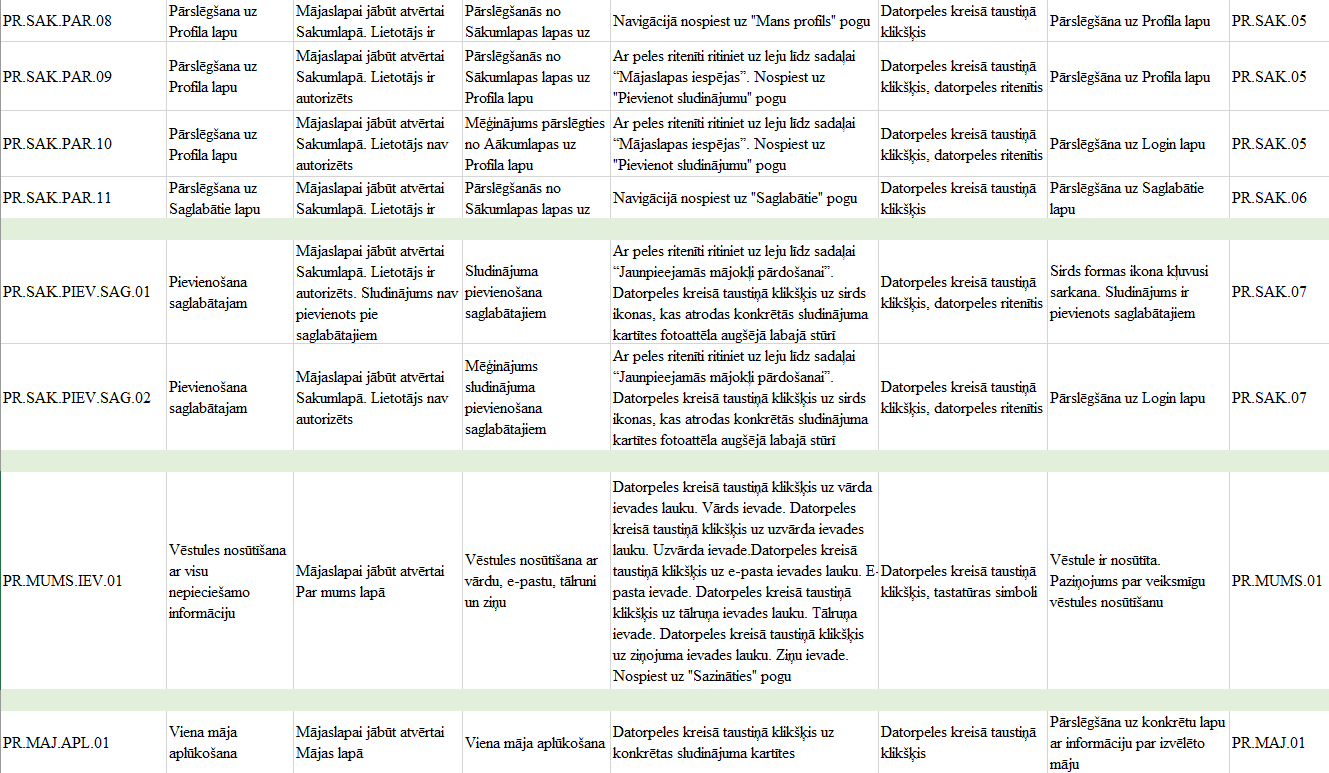 PR.SAK.PAR.08
Pārslēgšana uz
Profila lapu
Mājaslapai jābūt atvērtai
Sakumlapā. Lietotājs ir
Pārslēgšanās no
Sākumlapas lapas uz
Navigācijā nospiest uz "Mans profils" pogu
Datorpeles kreisā taustiņā
klikšķis
Pārslēgšāna uz Profila lapu
PR.SAK.05
PR.SAK.PAR.09
Pārslēgšana uz
Profila lapu
Mājaslapai jābūt atvērtai
Sakumlapā. Lietotājs ir
autorizēts
Pārslēgšanās no
Sākumlapas lapas uz
Profila lapu
Ar peles ritenīti ritiniet uz leju līdz sadaļai
“Mājaslapas iespējas”. Nospiest uz
"Pievienot sludinājumu" pogu
Datorpeles kreisā taustiņā
klikšķis, datorpeles ritenītis
Pārslēgšāna uz Profila lapu
PR.SAK.05
PR.SAK.PAR.10
Pārslēgšana uz
Profila lapu
Mājaslapai jābūt atvērtai
Sakumlapā. Lietotājs nav
autorizēts
Mēģinājums pārslēgties
no Aākumlapas uz
Profila lapu
Ar peles ritenīti ritiniet uz leju līdz sadaļai
“Mājaslapas iespējas”. Nospiest uz
"Pievienot sludinājumu" pogu
Datorpeles kreisā taustiņā
klikšķis, datorpeles ritenītis
Pārslēgšāna uz Login lapu
PR.SAK.05
PR.SAK.PAR.11
Pārslēgšana uz
Saglabātie lapu
Mājaslapai jābūt atvērtai
Sakumlapā. Lietotājs ir
Pārslēgšanās no
Sākumlapas lapas uz
Navigācijā nospiest uz "Saglabātie" pogu
Datorpeles kreisā taustiņā
klikšķis
Pārslēgšāna uz Saglabātie
lapu
PR.SAK.06
PR.SAK.PIEV.SAG.01
Pievienošana
saglabātajam
Mājaslapai jābūt atvērtai
Sakumlapā. Lietotājs ir
autorizēts. Sludinājums nav
pievienots pie
saglabātajiem
Sludinājuma
pievienošana
saglabātajiem
Ar peles ritenīti ritiniet uz leju līdz sadaļai
“Jaunpieejamās mājokļi pārdošanai”.
Datorpeles kreisā taustiņā klikšķis uz sirds
ikonas, kas atrodas konkrētās sludinājuma
kartītes fotoattēla augšējā labajā stūrī
Datorpeles kreisā taustiņā
klikšķis, datorpeles ritenītis
Sirds formas ikona kļuvusi
sarkana. Sludinājums ir
pievienots saglabātajiem
PR.SAK.07
PR.SAK.PIEV.SAG.02
Pievienošana
saglabātajam
Mājaslapai jābūt atvērtai
Sakumlapā. Lietotājs nav
autorizēts
Mēģinājums
sludinājuma
pievienošana
saglabātajiem
Ar peles ritenīti ritiniet uz leju līdz sadaļai
“Jaunpieejamās mājokļi pārdošanai”.
Datorpeles kreisā taustiņā klikšķis uz sirds
ikonas, kas atrodas konkrētās sludinājuma
kartītes fotoattēla augšējā labajā stūrī
Datorpeles kreisā taustiņā
klikšķis, datorpeles ritenītis
Pārslēgšāna uz Login lapu
PR.SAK.07
PR.MUMS.IEV.01
Vēstules nosūtīšana
ar visu
nepieciešamo
informāciju
Mājaslapai jābūt atvērtai
Par mums lapā
Vēstules nosūtīšana ar
vārdu, e-pastu, tālruni
un ziņu
Datorpeles kreisā taustiņā klikšķis uz vārda
ievades lauku. Vārds ievade. Datorpeles
kreisā taustiņā klikšķis uz uzvārda ievades
lauku. Uzvārda ievade.Datorpeles kreisā
taustiņā klikšķis uz e-pasta ievades lauku. E-
pasta ievade. Datorpeles kreisā taustiņā
klikšķis uz tālruņa ievades lauku. Tālruņa
ievade. Datorpeles kreisā taustiņā klikšķis
uz ziņojuma ievades lauku. Ziņu ievade.
Nospiest uz "Sazināties" pogu
Datorpeles kreisā taustiņā
klikšķis, tastatūras simboli
Vēstule ir nosūtīta.
Paziņojums par veiksmīgu
vēstules nosūtīšanu
PR.MUMS.01
PR.MAJ.APL.01
Viena māja
aplūkošana
Mājaslapai jābūt atvērtai
Mājas lapā
Viena māja aplūkošana
Datorpeles kreisā taustiņā klikšķis uz
konkrētas sludinājuma kartītes
Datorpeles kreisā taustiņā
klikšķis
Pārslēgšāna uz konkrētu lapu
ar informāciju par izvēlēto
māju
PR.MAJ.01